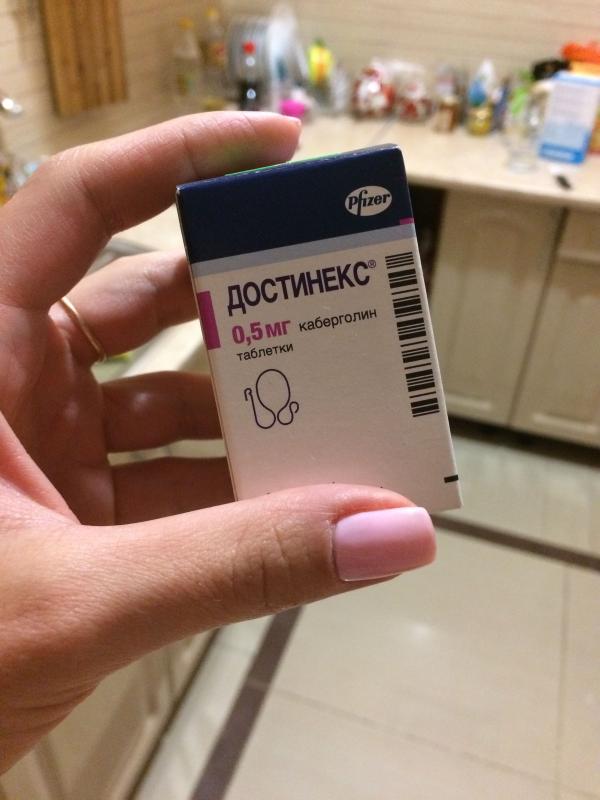 Pfizer
ДОСТИНЕКС®
0,5 мг каберголин
таблетки